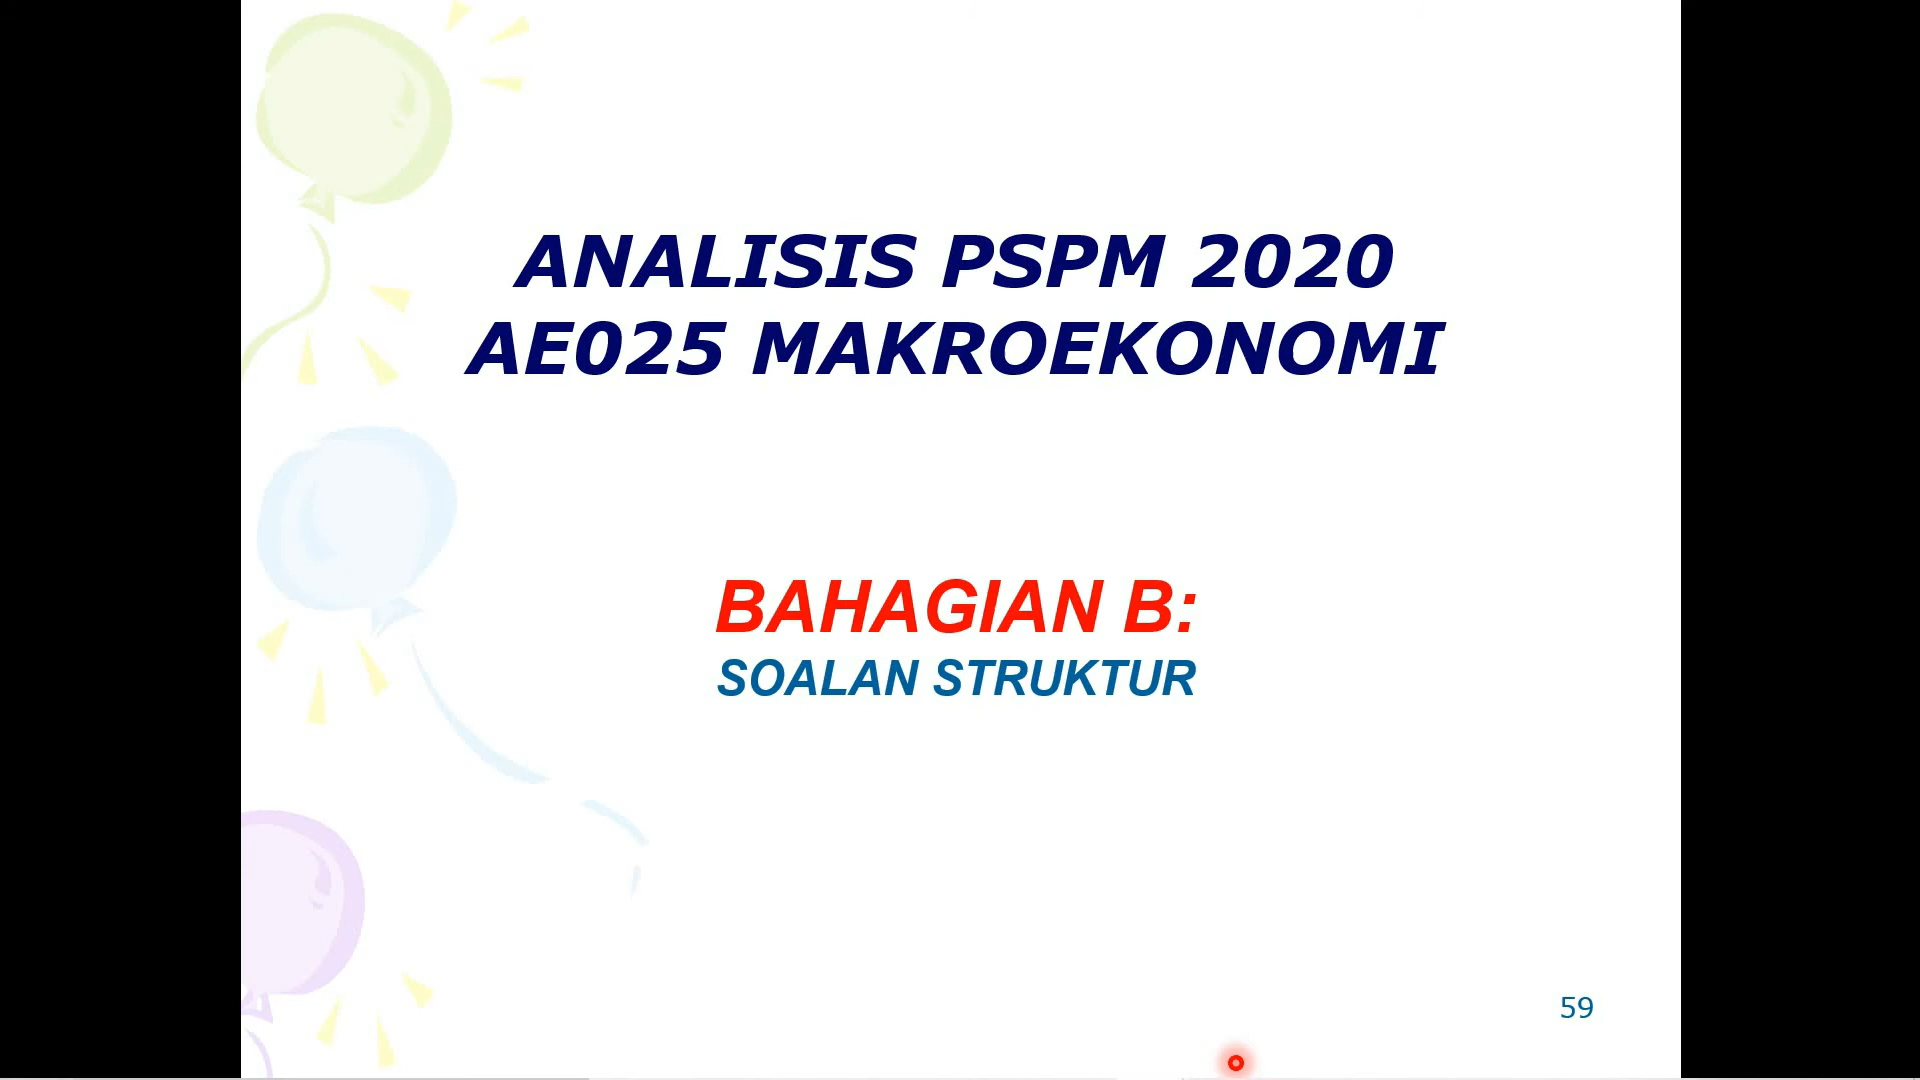 ANALISIS PSPM 2020
AE025 MAKROEKONOMI
BAHAGIAN B:
SOALAN STRUKTUR
59